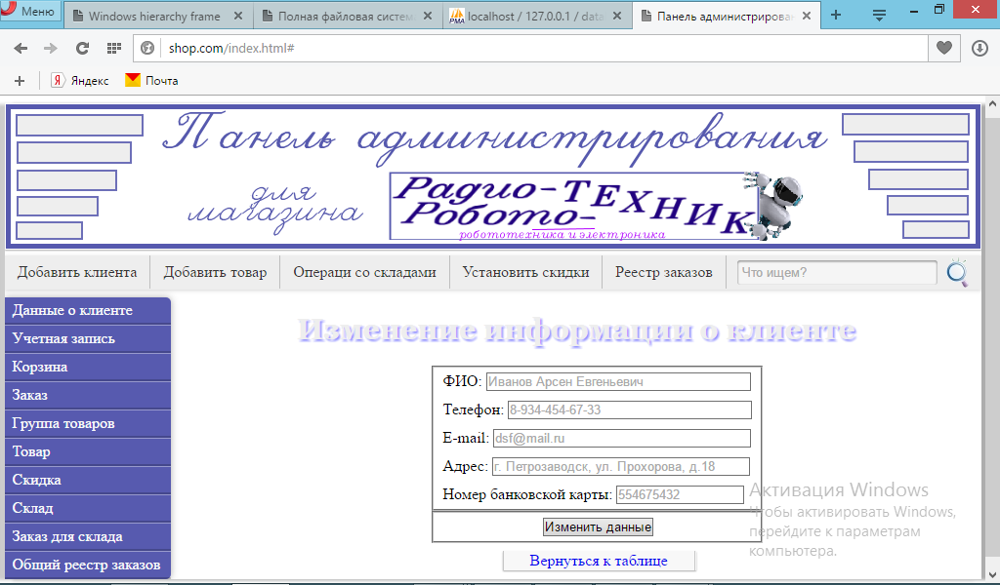 Меню
Windows hierarchy frame
Полная файловая систем
localhost / 127.0.0.1 / data
Панель администрирова
shop.com/index.html#
Яндекс
Почта
Панель администрирования
для
магазина
Радио-ТЕХНИК
Робото-
робототехника и электроника
Добавить клиента
Добавить товар
Операци со складами
Установить скидки
Реестр заказов
Что ищем?
Данные о клиенте
Учетная запись
Корзина
Заказ
Группа товаров
Товар
Скидка
Склад
Заказ для склада
Общий реестр заказов
Изменение информации о клиенте
ФИО: Иванов Арсен Евгеньевич
Телефон: 8-934-454-67-33
E-mail: dsf@mail.ru
Адрес: г. Петрозаводск, ул. Прохорова, д.18
Номер банковской карты: 554675432
Изменить данные
Вернуться к таблице
Активация Windows
Чтобы активировать Windows,
перейдите к параметрам
компьютера.